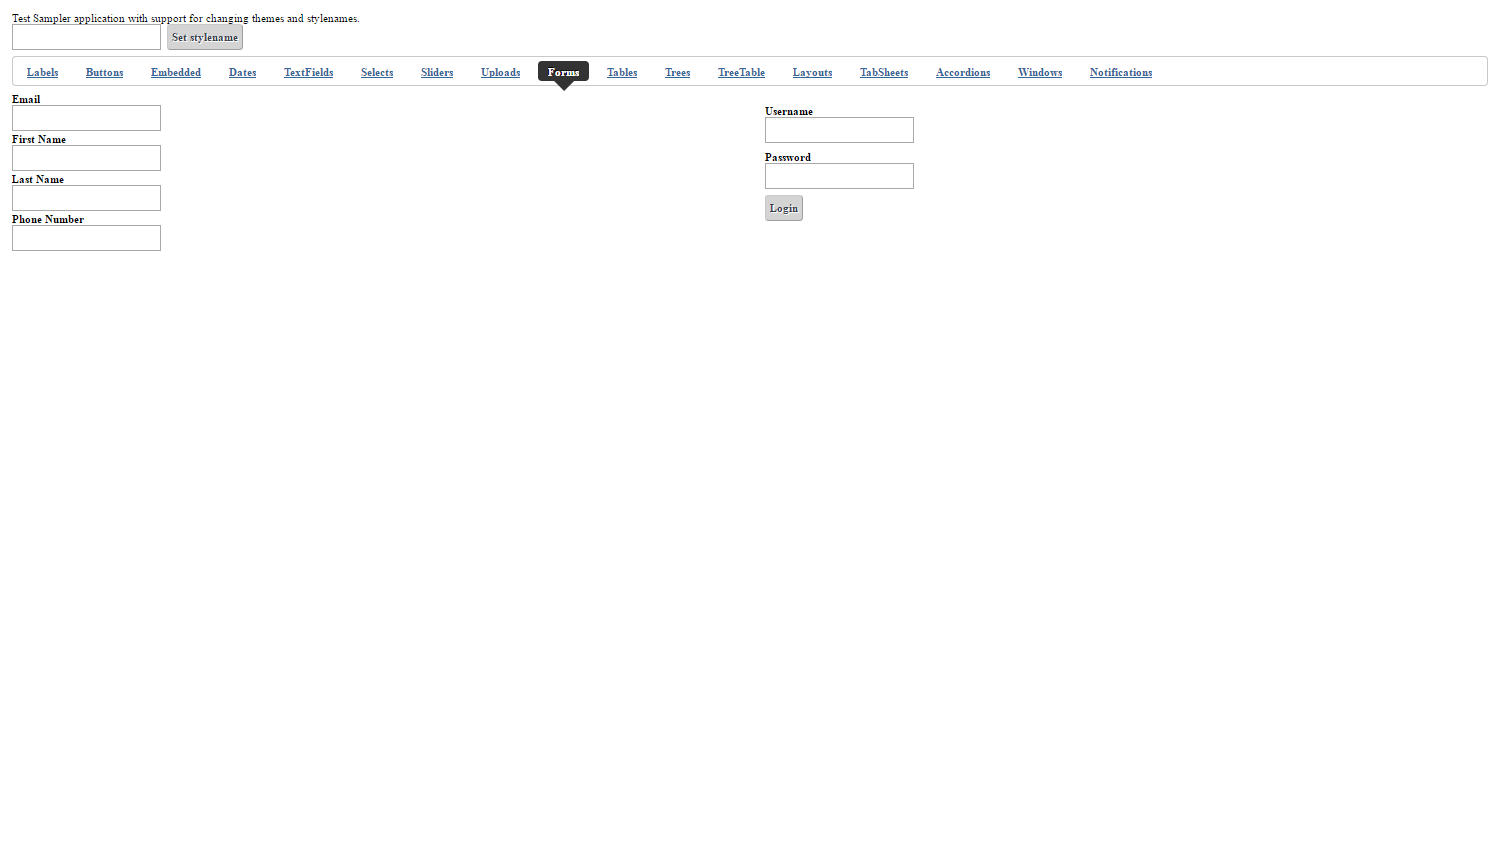 Test Sampler application with support for changing themes and stylenames.
Set stylename
Labels Buttons Embedded Dates TextFields Selects Sliders Uploads Forms Tables Trees TreeTable Layouts TabSheets Accordions Windows Notifications
Email
First Name
Last Name
Phone Number
Username
Password
Login